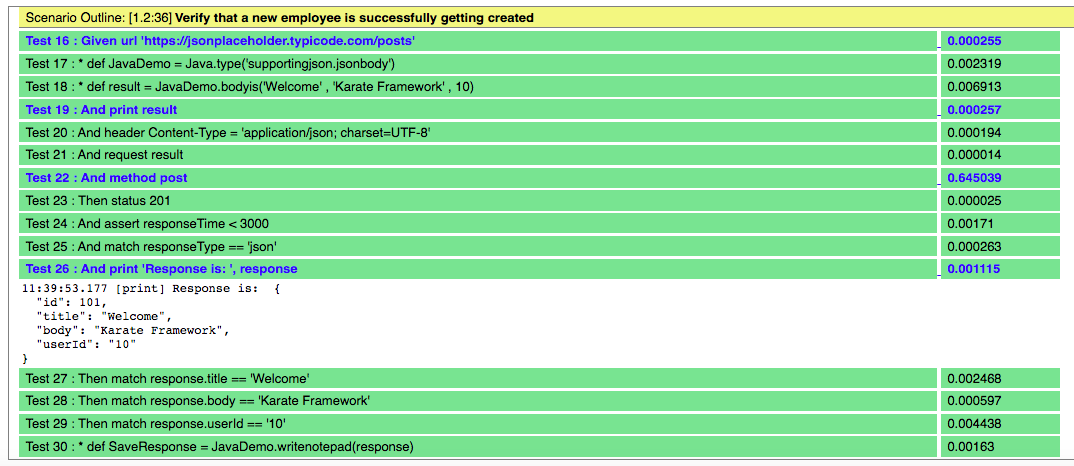 Scenario Outline: [1.2:36] Verify that a new employee is successfully getting created
Test 16 : Given url 'https://jsonplaceholder.typicode.com/posts' 0.000255
Test 17 : * def JavaDemo = Java.type('supportingjson.jsonbody') 0.002319
Test 18 : * def result = JavaDemo.bodyis('Welcome' , 'Karate Framework' , 10) 0.006913
Test 19 : And print result 0.000257
Test 20 : And header Content-Type = 'application/json; charset=UTF-8' 0.000194
Test 21 : And request result 0.000014
Test 22 : And method post 0.645039
Test 23 : Then status 201 0.000025
Test 24 : And assert responseTime < 3000 0.00171
Test 25 : And match responseType == 'json' 0.000263
Test 26 : And print 'Response is: ', response 0.001115
11:39:53.177 [print] Response is:  {
  "id": 101,
  "title": "Welcome",
  "body": "Karate Framework",
  "userId": "10"
}
Test 27 : Then match response.title == 'Welcome' 0.002468
Test 28 : Then match response.body == 'Karate Framework' 0.000597
Test 29 : Then match response.userId == '10' 0.004438
Test 30 : * def SaveResponse = JavaDemo.writenotepad(response) 0.00163